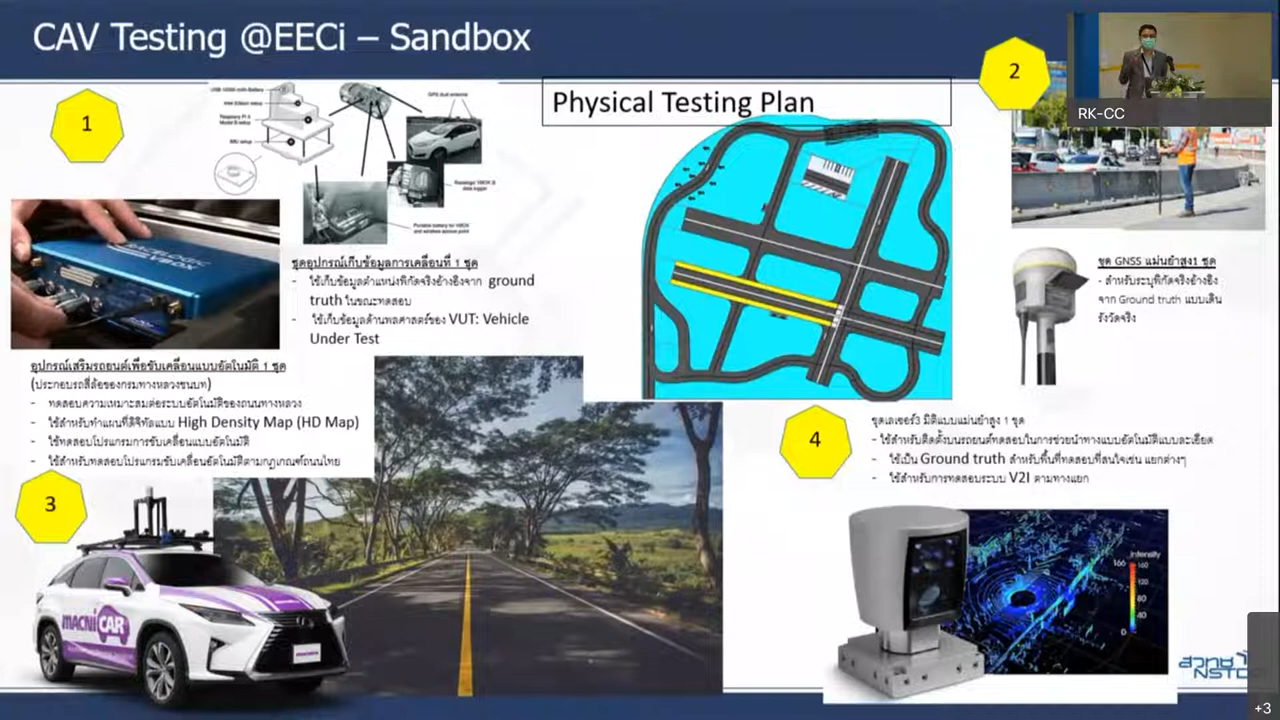 CAV Testing @EECi – Sandbox
Physical Testing Plan
1
2
RK-CC
GPS dual antenna
IMU setup
ชุดอุปกรณ์เก็บข้อมูลการเคลื่อนที่ 1 ชุด
- ใช้เก็บข้อมูลตำแหน่งพิกัดจริงอ้างอิงจาก ground
truth ในขณะทดสอบ
- ใช้เก็บข้อมูลด้านพลศาสตร์ของ VUT: Vehicle
Under Test
ชุด GNSS แม่นยำสูง1 ชุด
- สำหรับระบุพิกัดจริงอ้างอิง
จาก Ground truth แบบเดิน
รังวัดจริง
อุปกรณ์เสริมรถยนต์เพื่อขับเคลื่อนแบบอัตโนมัติ 1 ชุด
(ประกอบรถสี่ล้อของกรมทางหลวงชนบท)
- ทดสอบความเหมาะสมต่อระบบอัตโนมัติของถนนทางหลวง
- ใช้สำหรับทำแผนที่ดิจิทัลแบบ High Density Map (HD Map)
- ใช้ทดสอบโปรแกรมการขับเคลื่อนแบบอัตโนมัติ
- ใช้สำหรับทดสอบโปรแกรมขับเคลื่อนอัตโนมัติตามกฎเกณฑ์ถนนไทย
3
MACNICAR
4
ชุดเลเซอร์3 มิติแบบแม่นยำสูง 1 ชุด
- ใช้สำหรับติดตั้งบนรถยนต์ทดสอบในการช่วยนำทางแบบอัตโนมัติแบบละเอียด
- ใช้เป็น Ground truth สำหรับพื้นที่ทดสอบที่สนใจเช่น แยกต่างๆ
- ใช้สำหรับการทดสอบระบบ V2I ตามทางแยก
Intensity
166
160
120
80
40
0
สวทช
+3